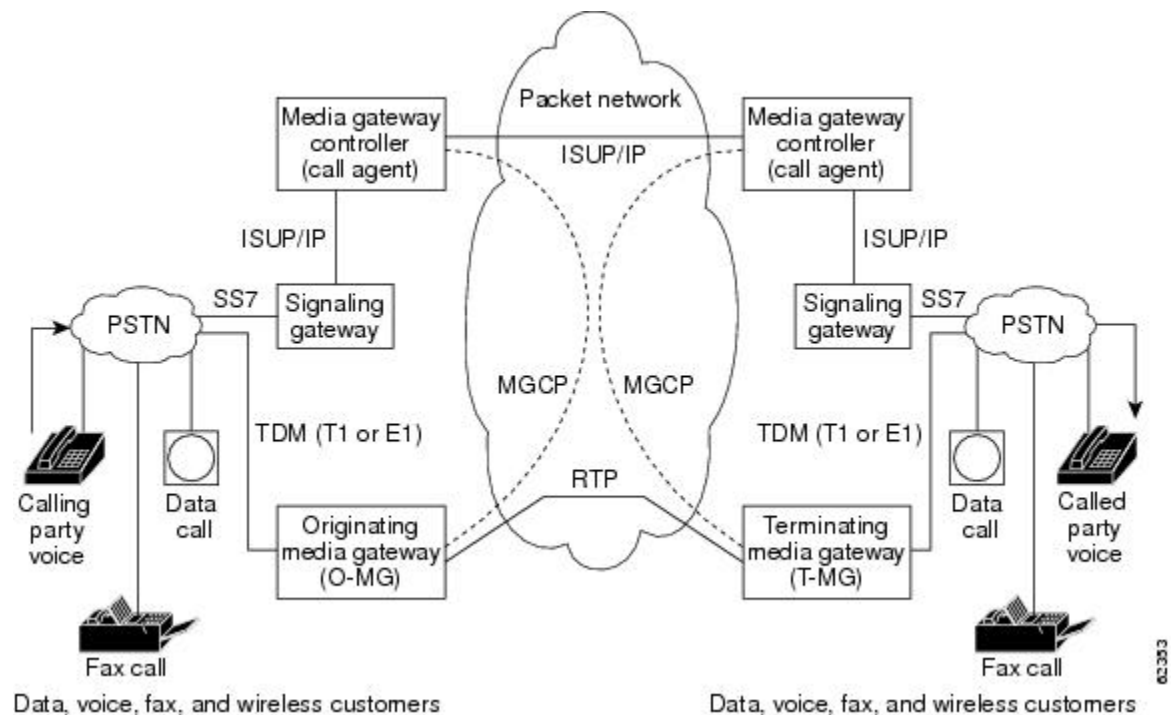 Packet network
Media gateway
controller
(call agent)
ISUP/IP
Media gateway
controller
(call agent)
ISUP/IP
ISUP/IP
SS7
Signaling
gateway
PSTN
Signaling
gateway
SS7
PSTN
MGCP
MGCP
TDM (T1 or E1)
TDM (T1 or E1)
RTP
Calling
party
voice
Data
call
Originating
media gateway
(O-MG)
Terminating
media gateway
(T-MG)
Data
call
Called
party
voice
Fax call
Fax call
62353
Data, voice, fax, and wireless customers
Data, voice, fax, and wireless customers